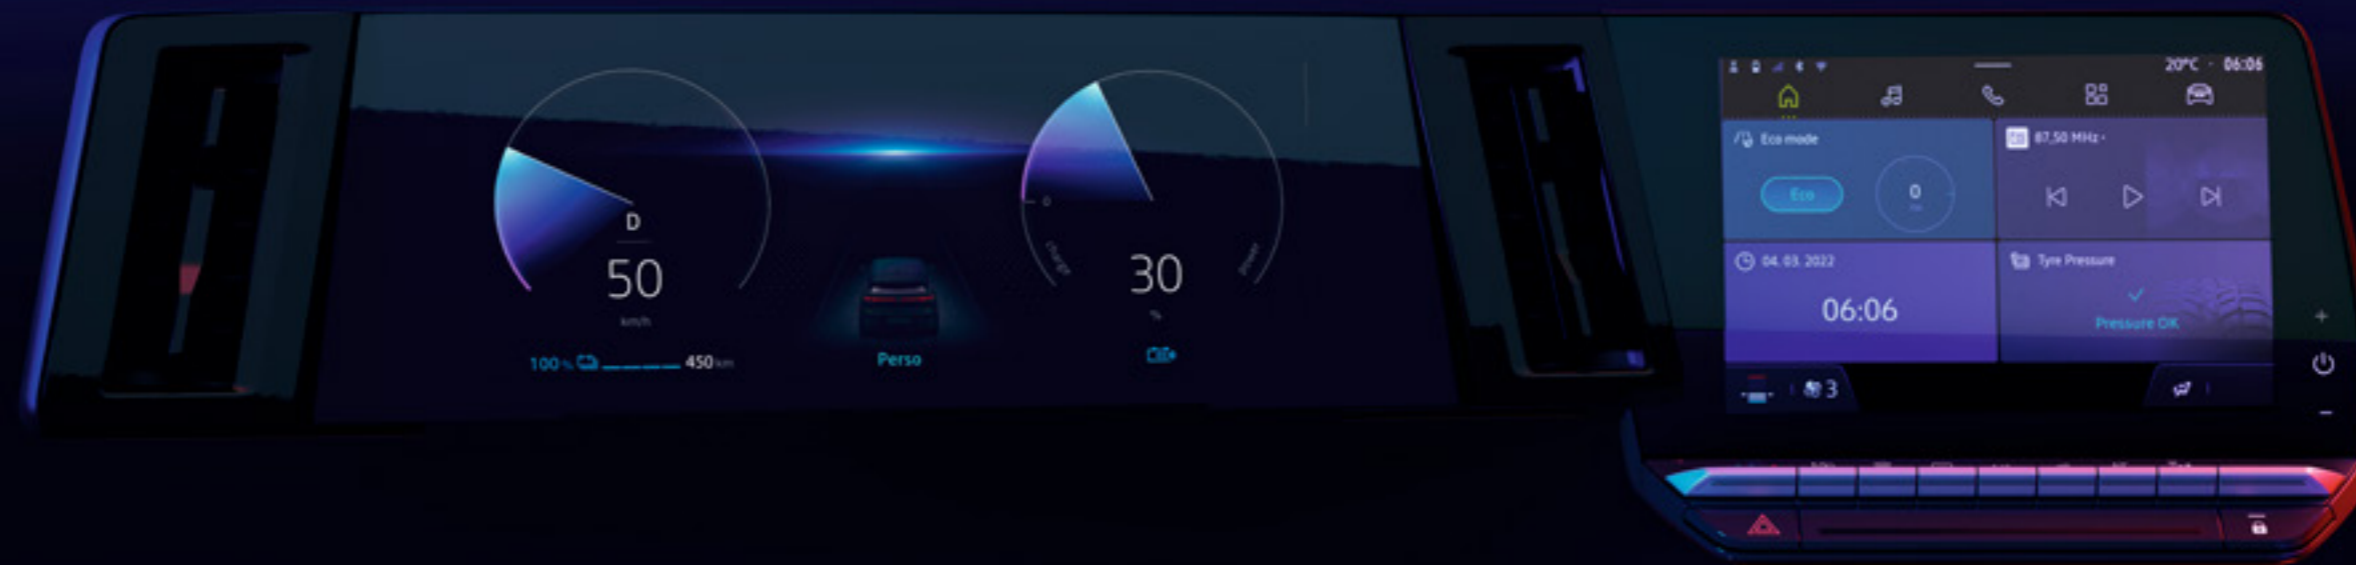 D
50
km/h
100%
450 km
Perso
0
charge
power
30
%
20°C · 06:06
Eco mode
Eco
0
87,50 MHz
04. 03. 2022
06:06
Tyre Pressure
Pressure OK
3
+
-